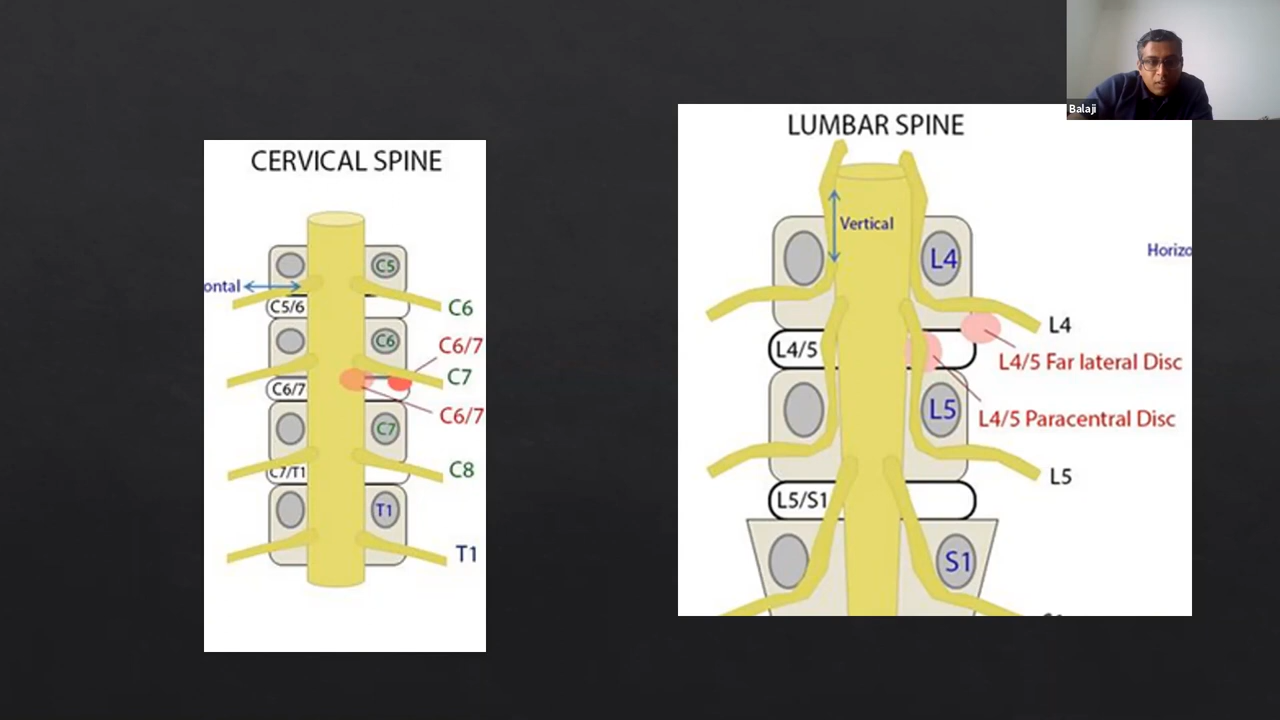 CERVICAL SPINE
C5
ontal
C5/6
C6
C6/7
C6
C7
C6/7
C6/7
C7
C8
C7/T1
T1
T1
LUMBAR SPINE
Vertical
L4
Horizo
L4
L4/5
L4/5 Far lateral Disc
L5
L4/5 Paracentral Disc
L5
L5/S1
S1
Balaji